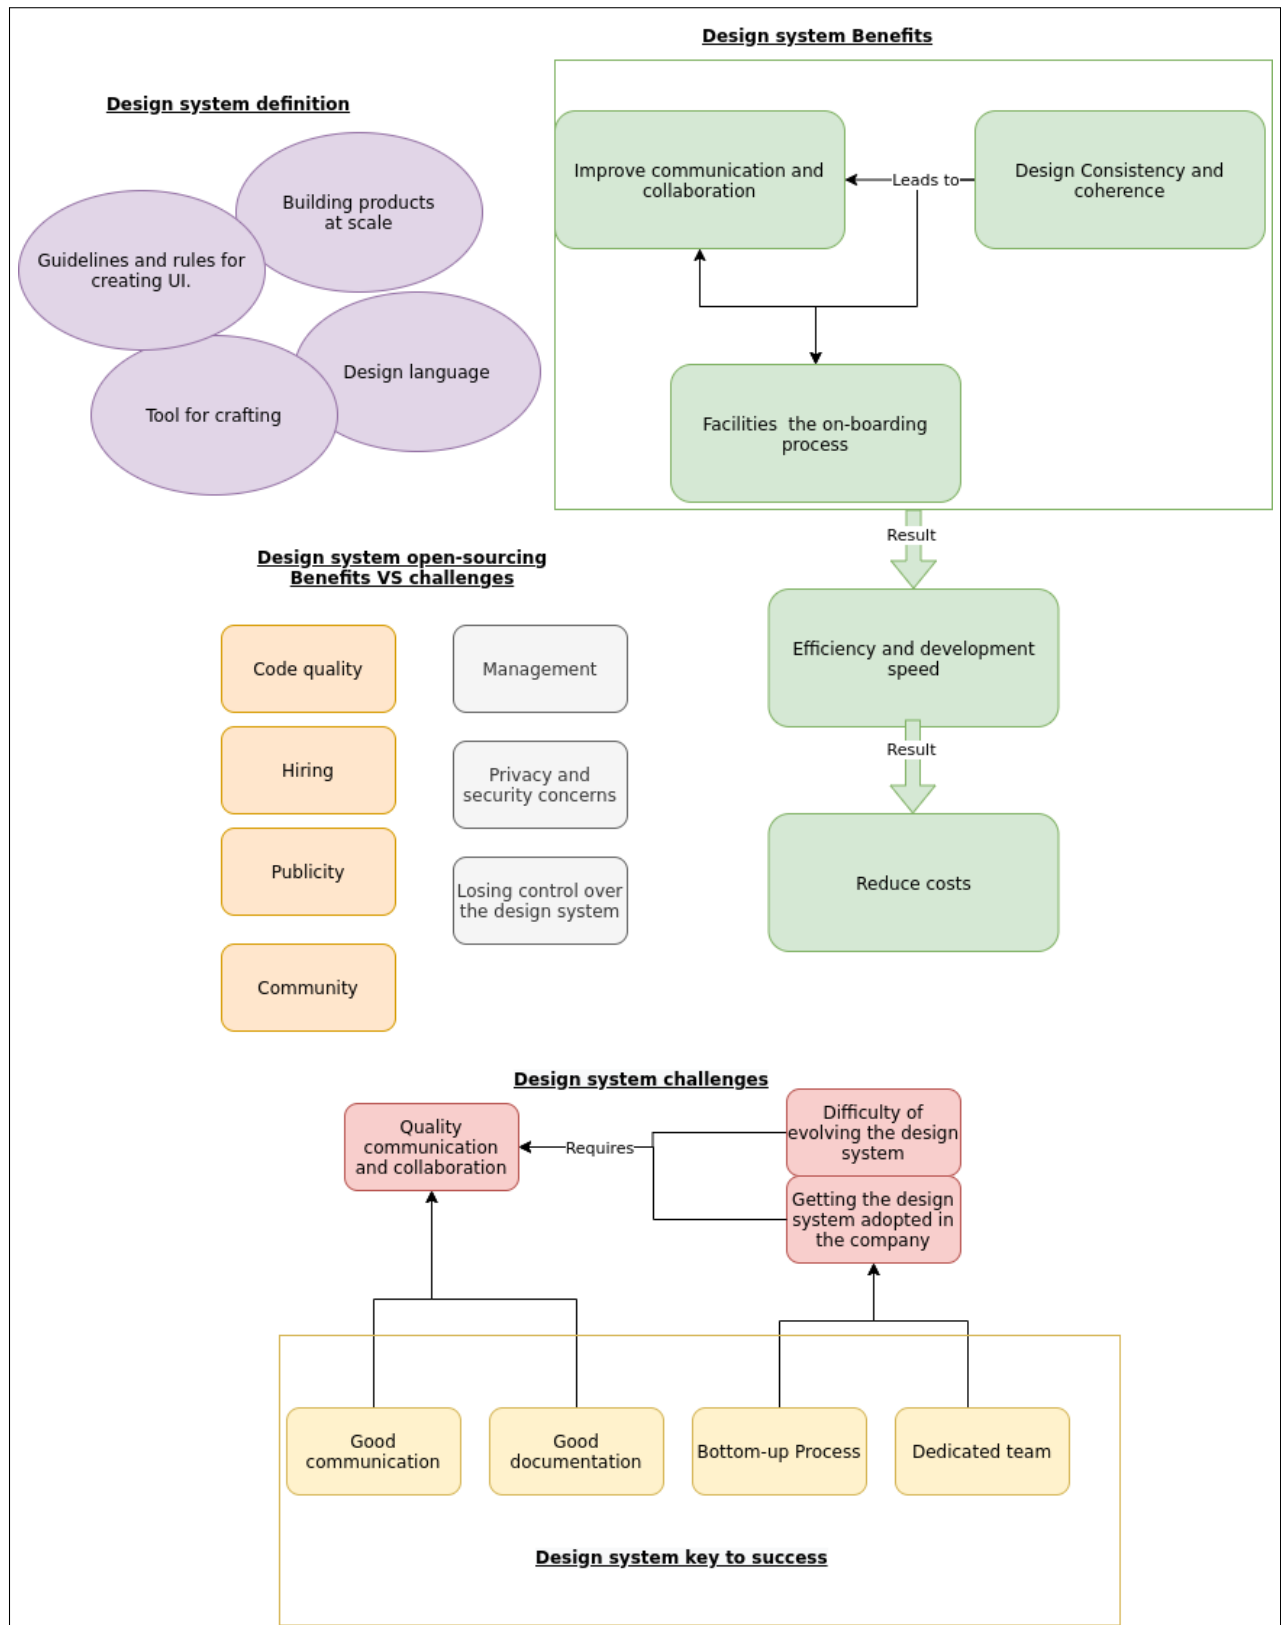 Design system Benefits
Design system definition
Improve communication and
collaboration
Leads to
Design Consistency and
coherence
Building products
at scale
Guidelines and rules for
creating UI.
Design language
Tool for crafting
Facilities  the on-boarding
process
Result
Design system open-sourcing
Benefits VS challenges
Efficiency and development
speed
Result
Reduce costs
Code quality
Hiring
Publicity
Community
Management
Privacy and
security concerns
Losing control over
the design system
Design system challenges
Quality
communication
and collaboration
Requires
Difficulty of
evolving the design
system
Getting the design
system adopted in
the company
Good
communication
Good
documentation
Bottom-up Process
Dedicated team
Design system key to success